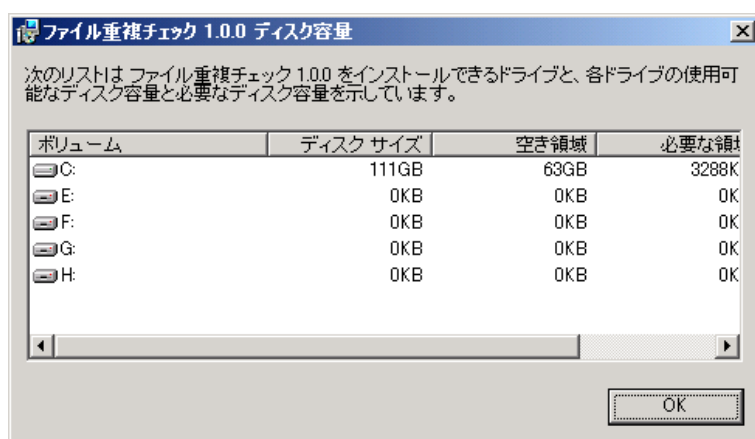 ファイル重複チェック 1.0.0 ディスク容量
次のリストは ファイル重複チェック 1.0.0 をインストールできるドライブと、各ドライブの使用可
能なディスク容量と必要なディスク容量を示しています。
ボリューム ディスク サイズ 空き領域 必要な領域
C: 111GB 63GB 3288K
E: 0KB 0KB 0K
F: 0KB 0KB 0K
G: 0KB 0KB 0K
H: 0KB 0KB 0K
OK